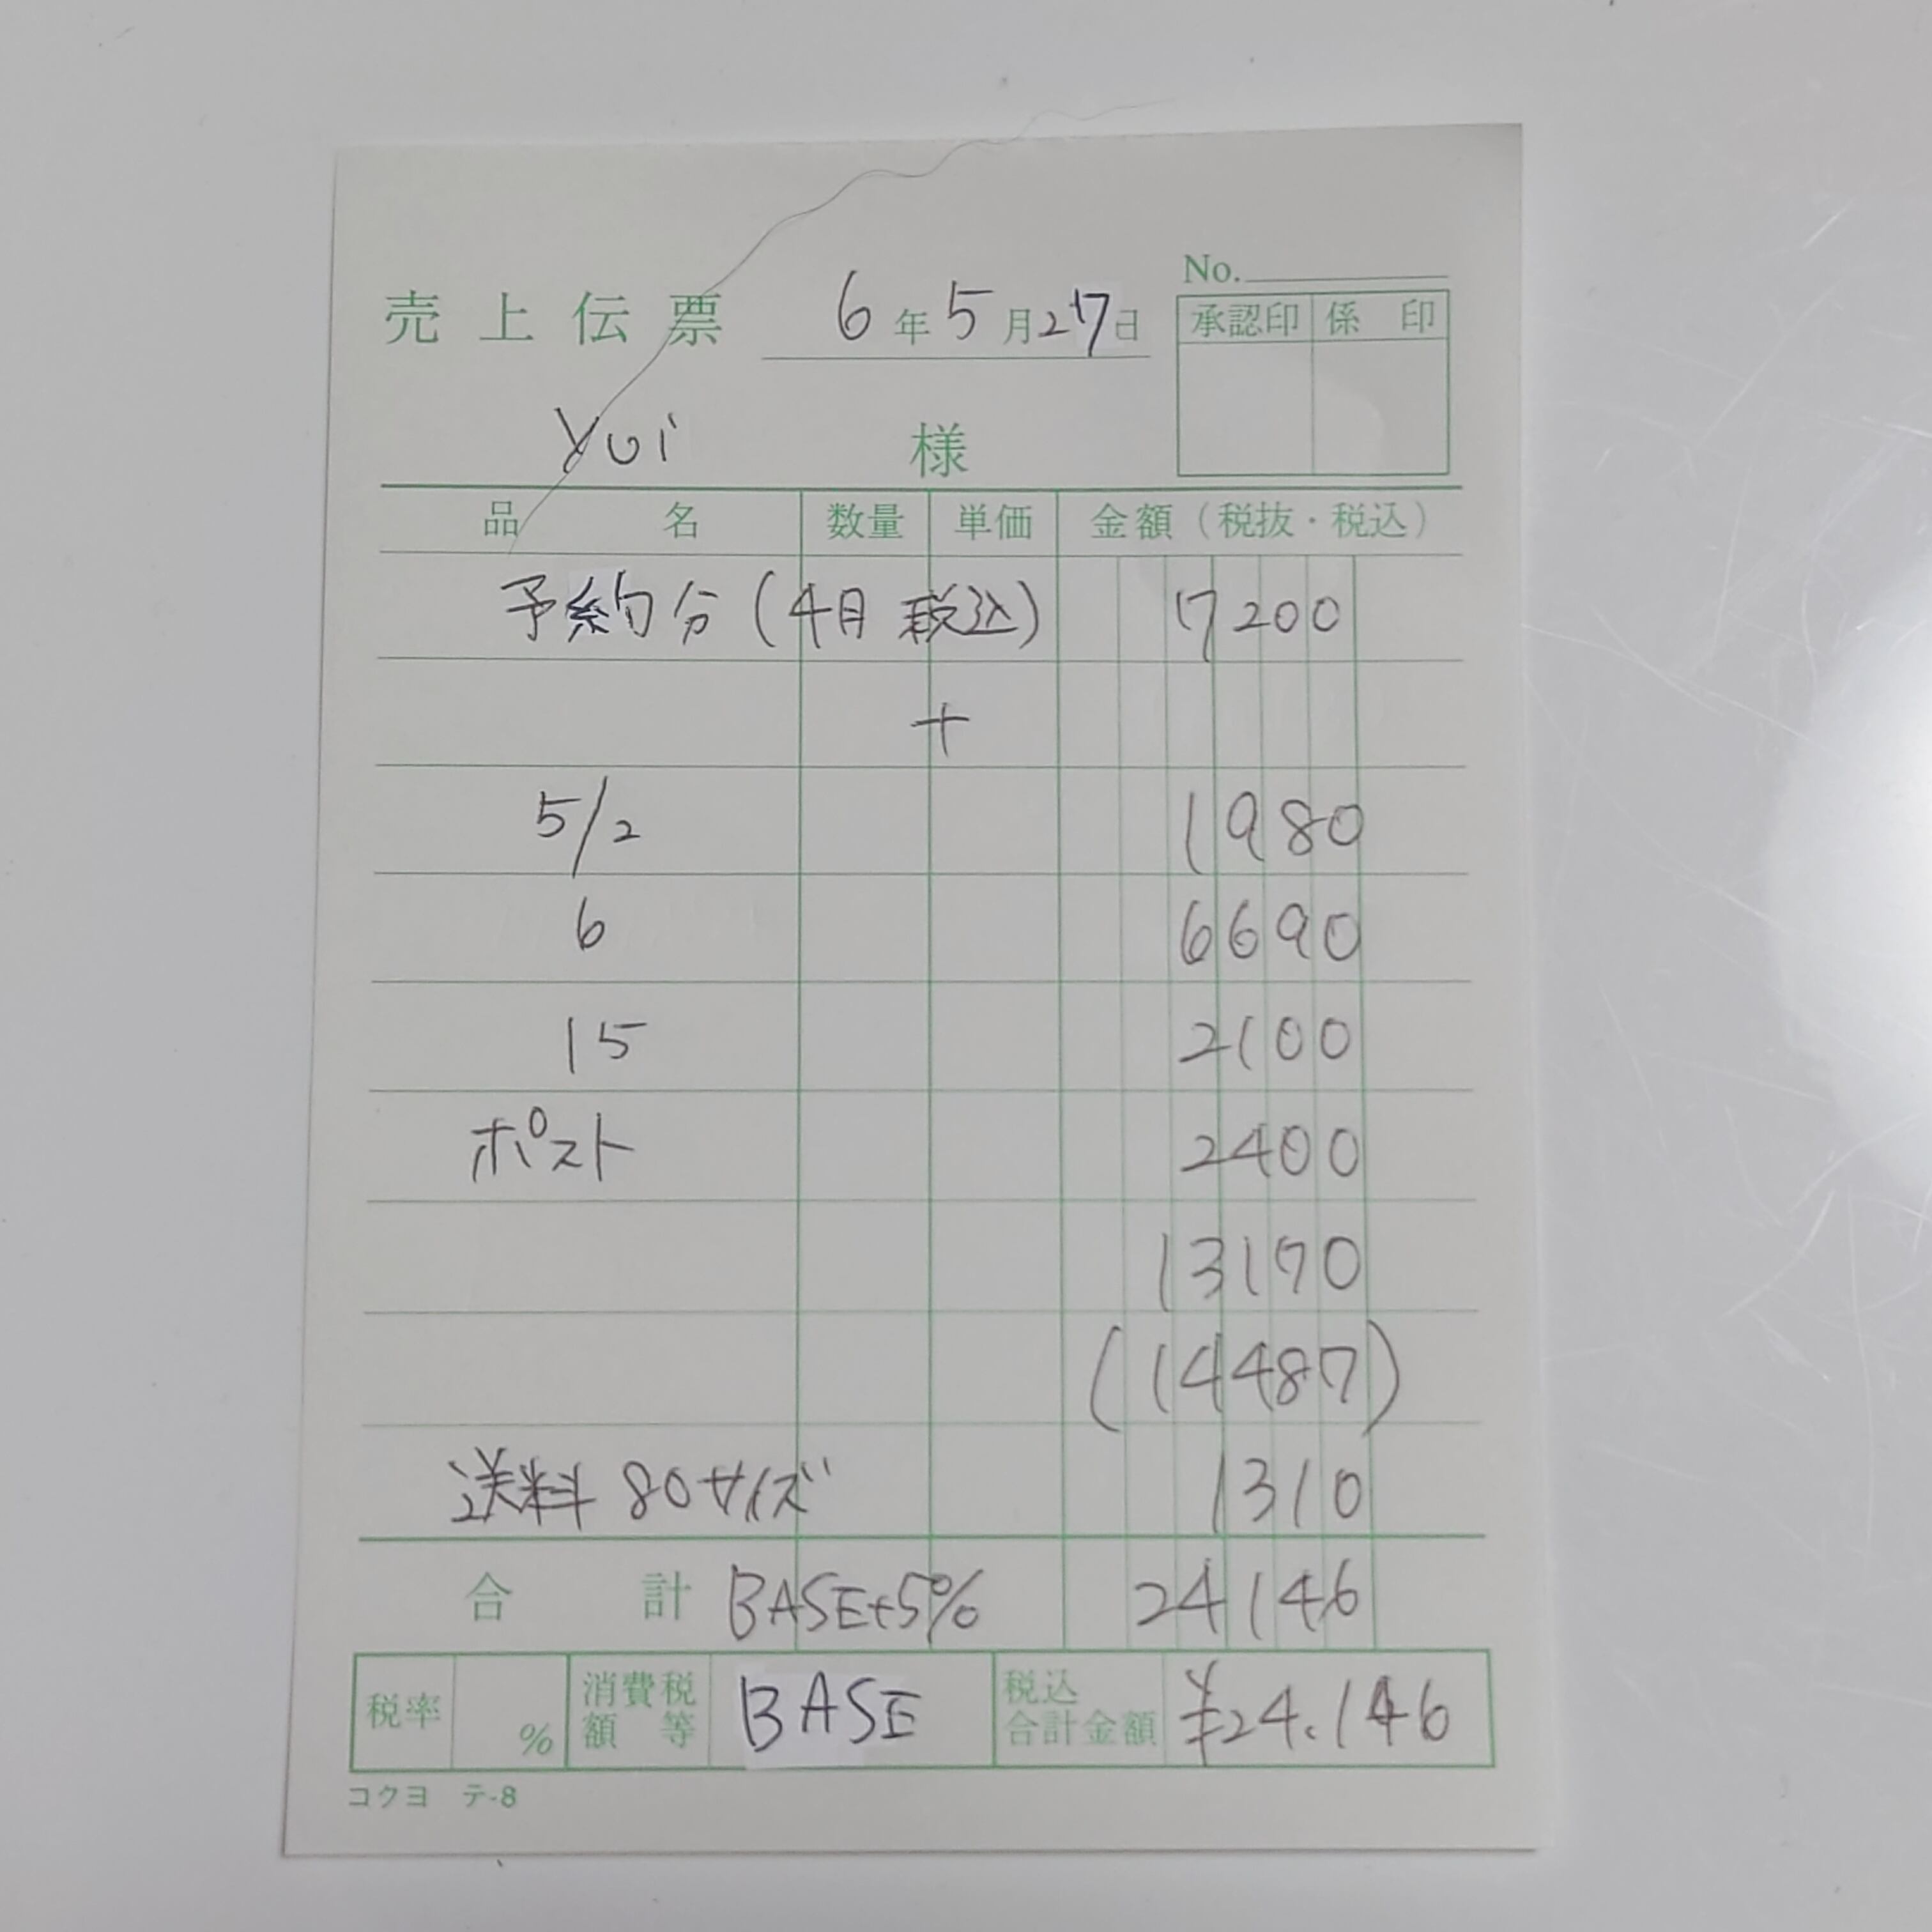 No.
売上伝票 6年5月27日
承認印 係印
Yui 様
品名 数量 単価 金額(税抜・税込)
予約分(4月 税込) 7200
+
5/2 1980
6 6690
15 2100
ポスト 2400
13170
(14487)
送料 80サイズ 1310
合計 BASE+5% 24146
税率 % 消費税額等 BASE 税込合計金額 ¥24.146
コクヨ テ-8